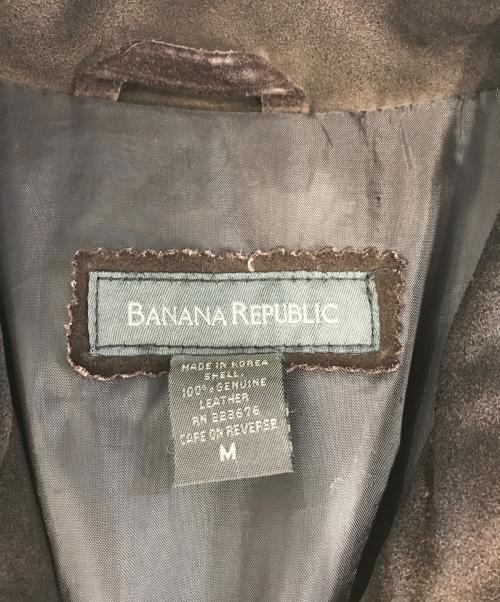 BANANA REPUBLIC
MADE IN KOREA
SHELL
100% GENUINE
LEATHER
RN 323676
CARE ON REVERSE
M